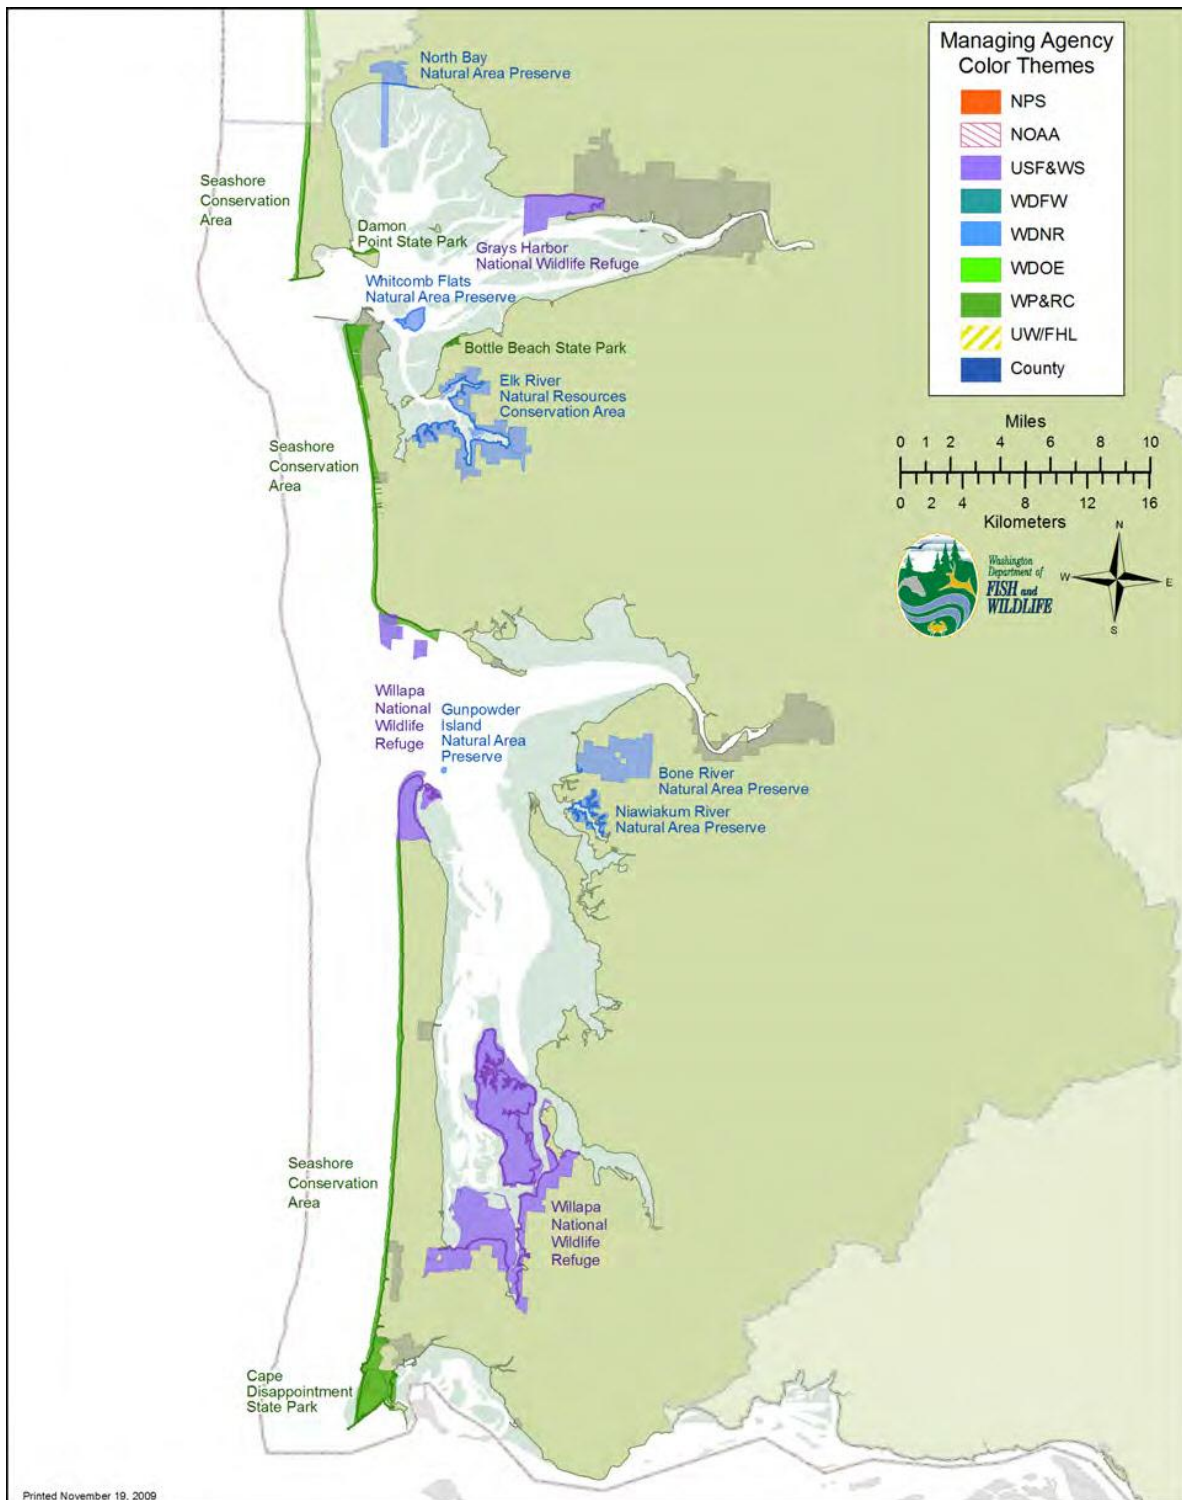 North Bay
Natural Area Preserve
Seashore
Conservation
Area
Damon
Point State Park
Grays Harbor
National Wildlife Refuge
Whitcomb Flats
Natural Area Preserve
Bottle Beach State Park
Elk River
Natural Resources
Conservation Area
Seashore
Conservation
Area
Managing Agency
Color Themes
NPS
NOAA
USF&WS
WDFW
WDNR
WDOE
WP&RC
UW/FHL
County
Miles
0 1 2 4 6 8 10
0 2 4 8 12 16
Kilometers
N
W
E
S
Washington
Department of
FISH and
WILDLIFE
Willapa
National
Wildlife
Refuge
Gunpowder
Island
Natural Area
Preserve
Bone River
Natural Area Preserve
Niawiakum River
Natural Area Preserve
Seashore
Conservation
Area
Willapa
National
Wildlife
Refuge
Cape
Disappointment
State Park
Printed November 19, 2009